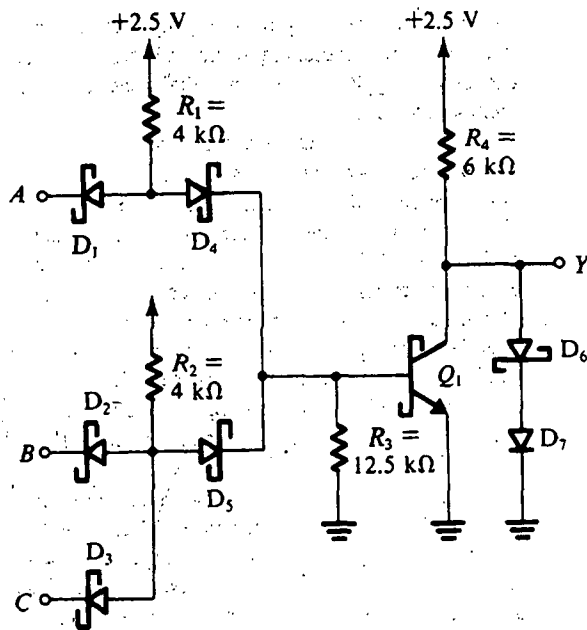 +2.5 V
+2.5 V
R₁ =
4 kΩ
R₄ =
6 kΩ
A
D₁
D₄
Y
R₂ =
4 kΩ
Q₁
D₆
D₂
B
D₅
R₃ =
12.5 kΩ
D₇
D₃
C